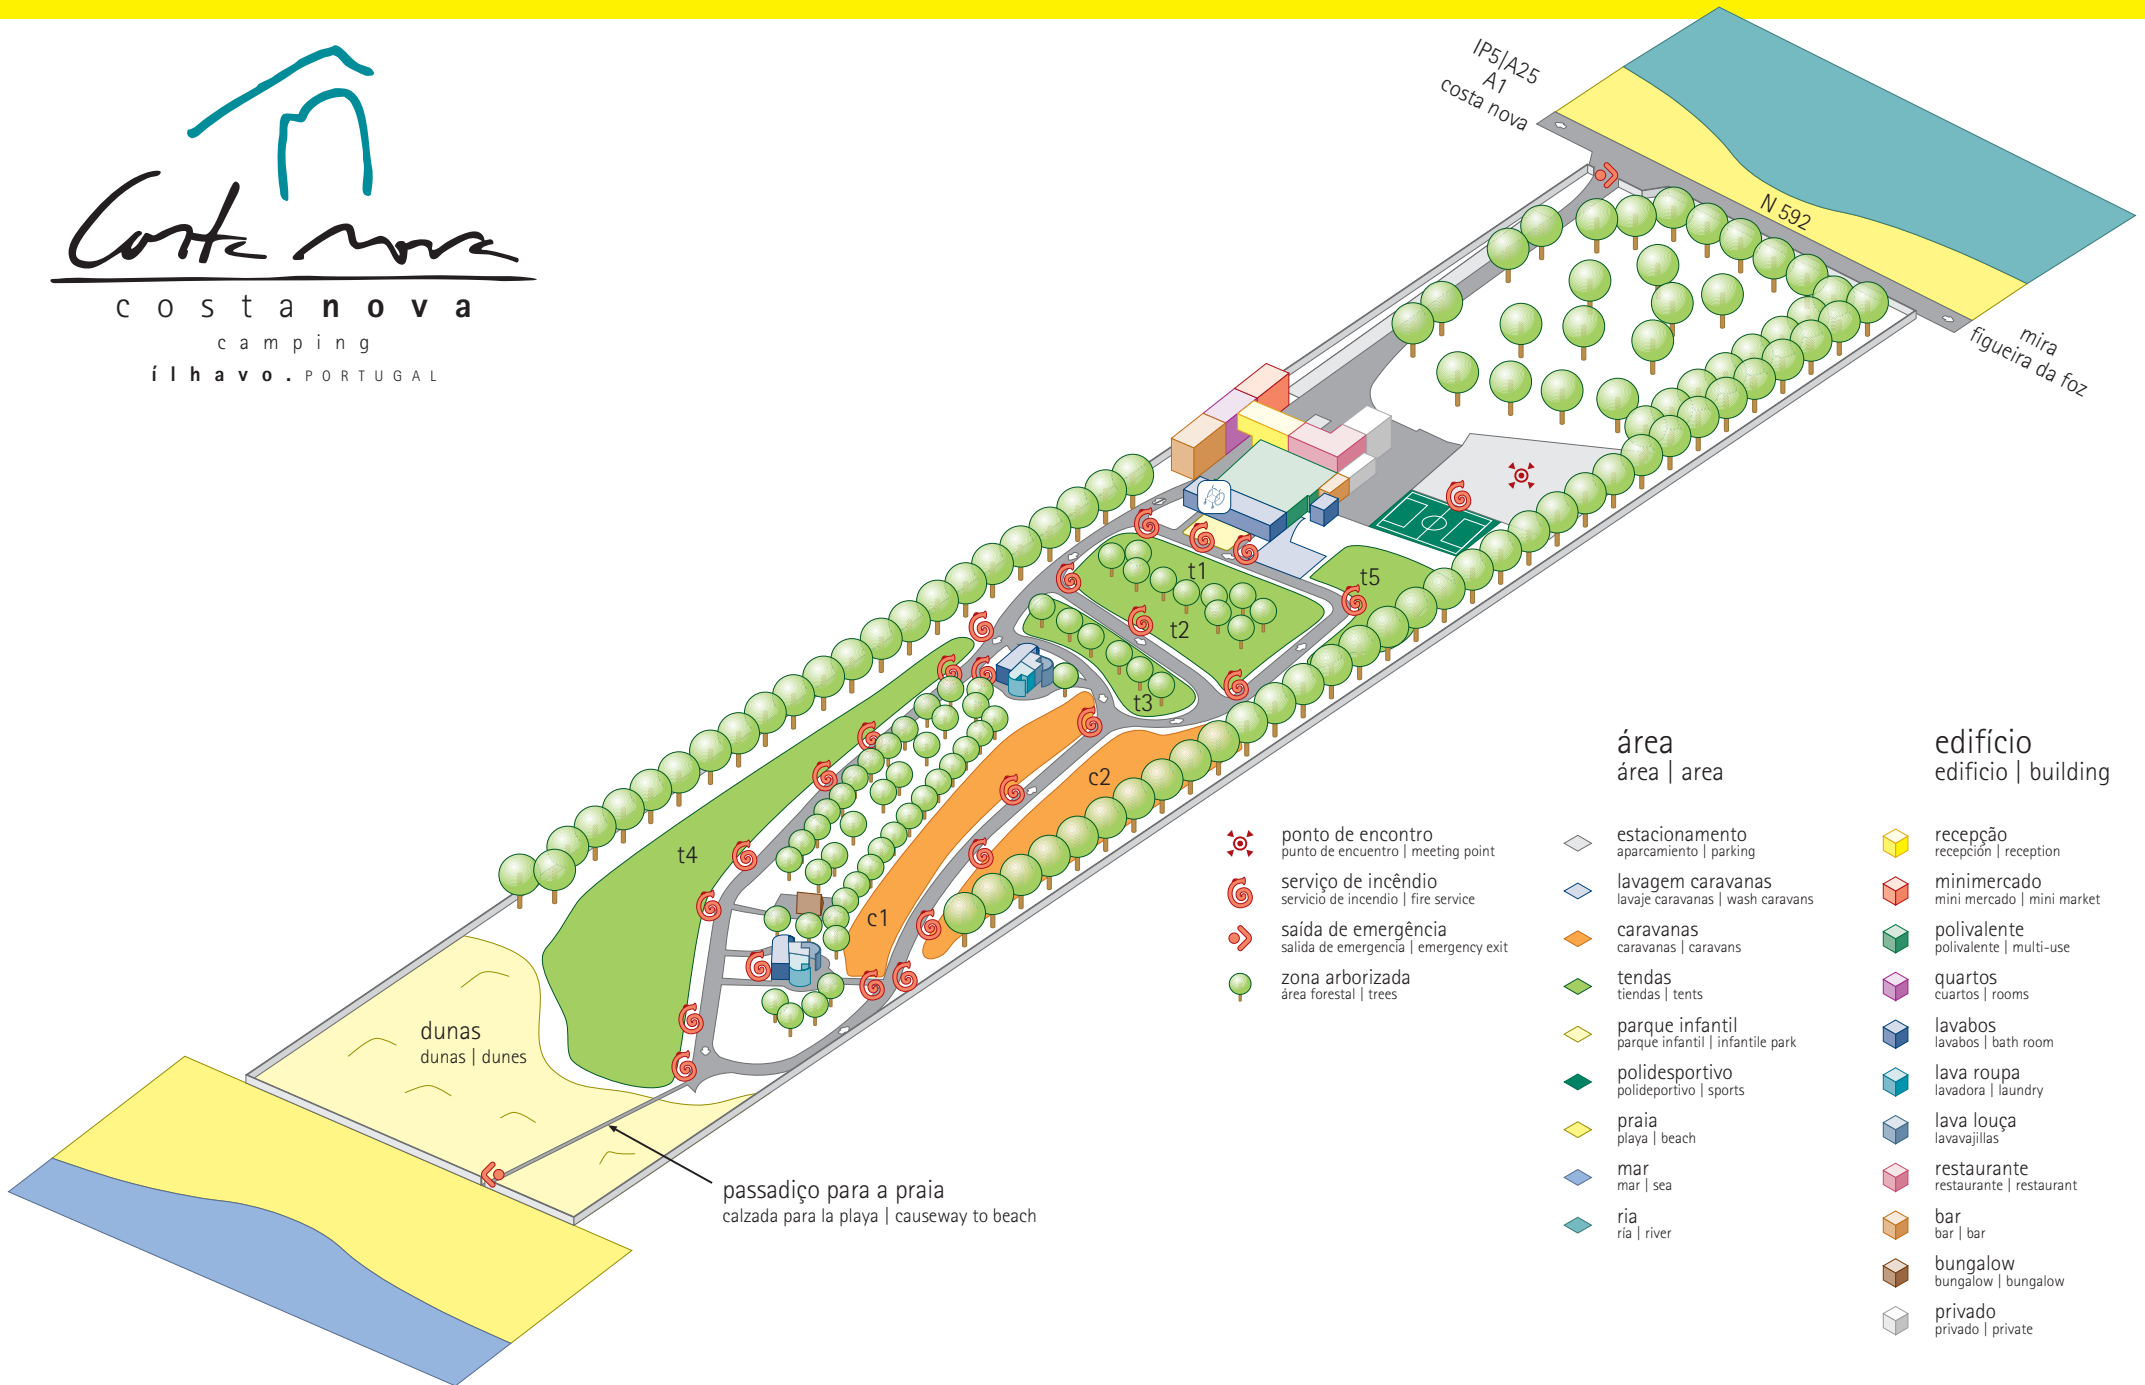 Costa nova
costanova
camping
ílhavo. PORTUGAL
IP5|A25
A1
costa nova
N 592
mira
figueira da foz
t1
t5
t2
t3
t4
c2
c1
dunas
dunas | dunes
passadiço para a praia
calzada para la playa | causeway to beach
ponto de encontro
punto de encuentro | meeting point
serviço de incêndio
servicio de incendio | fire service
saída de emergência
salida de emergencia | emergency exit
zona arborizada
área forestal | trees
área
área | area
estacionamento
aparcamiento | parking
lavagem caravanas
lavaje caravanas | wash caravans
caravanas
caravanas | caravans
tendas
tiendas | tents
parque infantil
parque infantil | infantile park
polidesportivo
polideportivo | sports
praia
playa | beach
mar
mar | sea
ria
ría | river
edifício
edificio | building
recepção
recepción | reception
minimercado
mini mercado | mini market
polivalente
polivalente | multi-use
quartos
cuartos | rooms
lavabos
lavabos | bath room
lava roupa
lavadora | laundry
lava louça
lavavajillas
restaurante
restaurante | restaurant
bar
bar | bar
bungalow
bungalow | bungalow
privado
privado | private